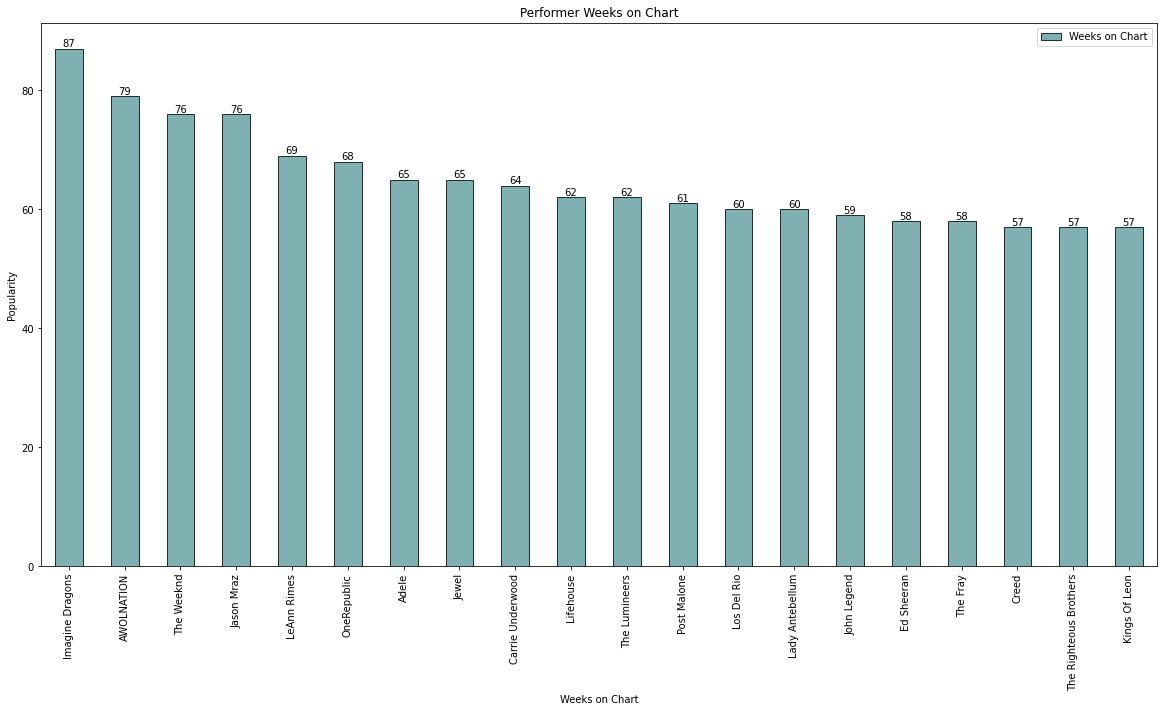 Performer Weeks on Chart
Weeks on Chart
87
79
76
76
69
68
65
65
64
62
62
61
60
60
59
58
58
57
57
57
Popularity
80
60
40
20
0
Imagine Dragons
AWOLNATION
The Weeknd
Jason Mraz
LeAnn Rimes
OneRepublic
Adele
Jewel
Carrie Underwood
Lifehouse
The Lumineers
Post Malone
Los Del Rio
Lady Antebellum
John Legend
Ed Sheeran
The Fray
Creed
The Righteous Brothers
Kings Of Leon
Weeks on Chart